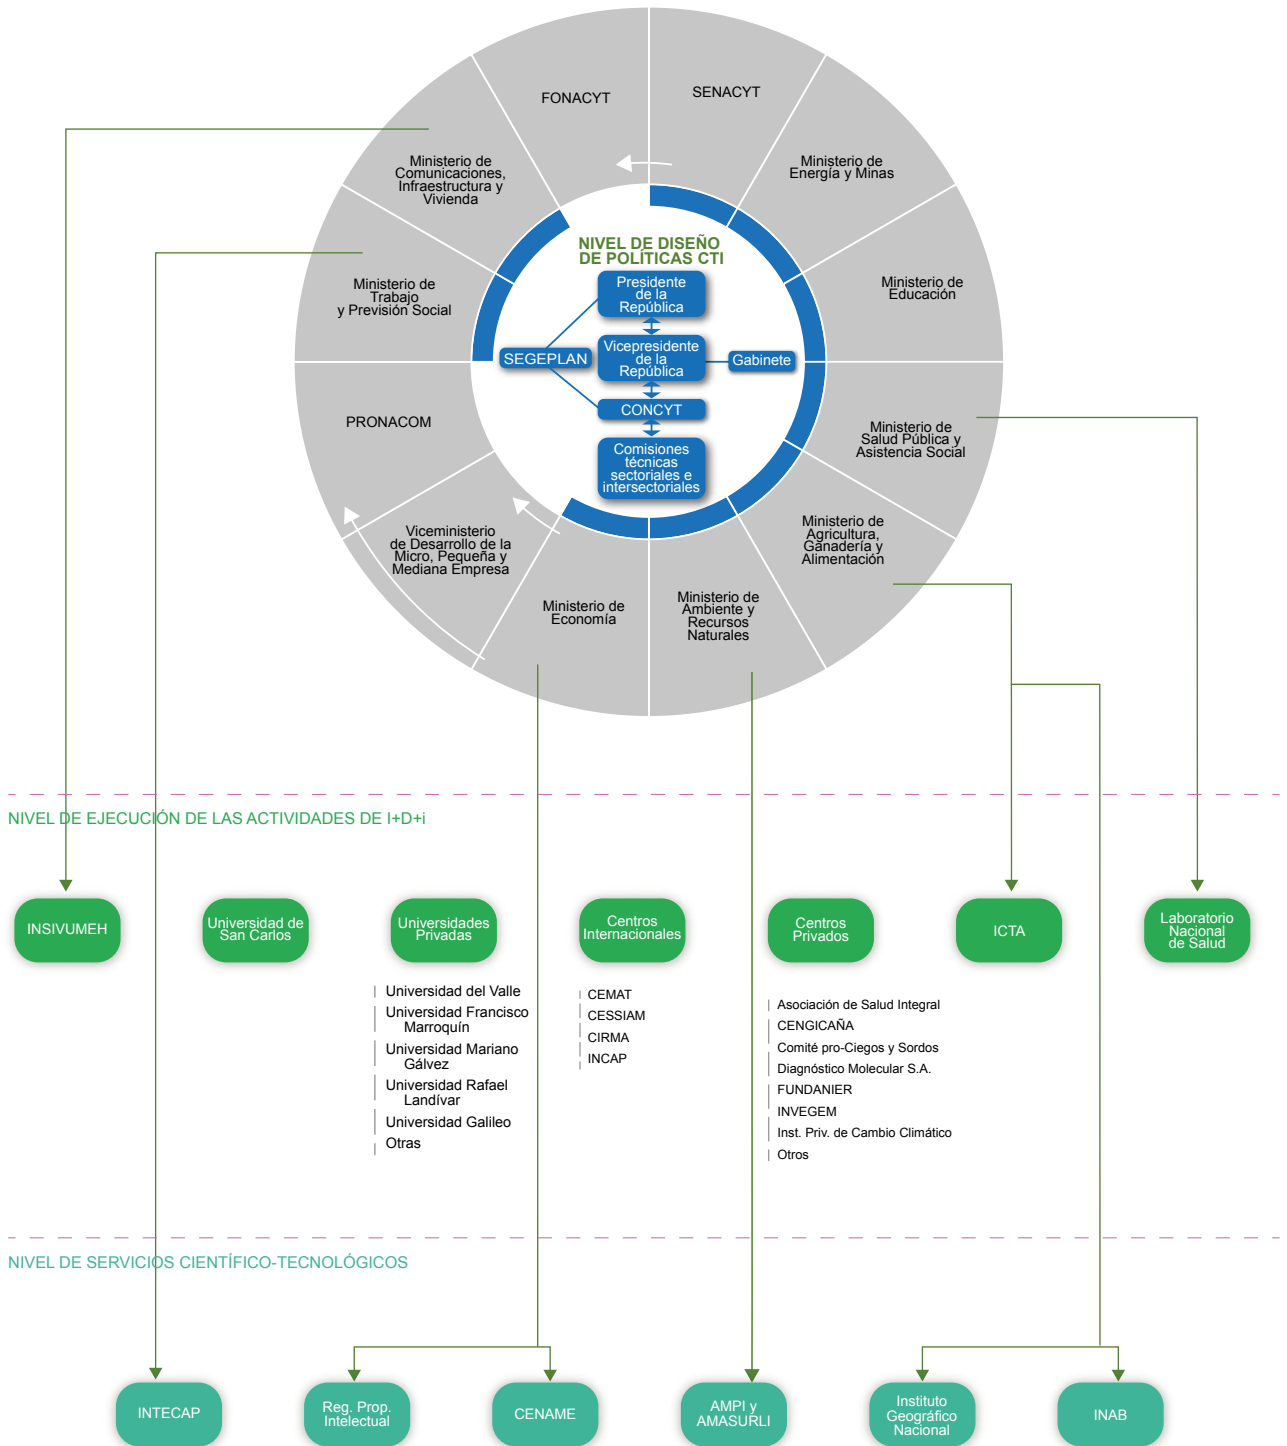 FONACYT
SENACYT
Ministerio de
Comunicaciones,
Infraestructura y
Vivienda
Ministerio de
Energía y Minas
Ministerio de
Trabajo
y Previsión Social
Ministerio de
Educación
NIVEL DE DISEÑO
DE POLÍTICAS CTI
Presidente
de la
República
SEGEPLAN
Vicepresidente
de la
República
Gabinete
CONCYT
Comisiones
técnicas
sectoriales e
intersectoriales
PRONACOM
Ministerio de
Salud Pública y
Asistencia Social
Viceministerio
de Desarrollo de la
Micro, Pequeña y
Mediana Empresa
Ministerio de
Agricultura,
Ganadería y
Alimentación
Ministerio de
Economía
Ministerio de
Ambiente y
Recursos
Naturales
NIVEL DE EJECUCIÓN DE LAS ACTIVIDADES DE I+D+i
INSIVUMEH
Universidad de
San Carlos
Universidades
Privadas
Centros
Internacionales
Centros
Privados
ICTA
Laboratorio
Nacional
de Salud
Universidad del Valle
Universidad Francisco
Marroquín
Universidad Mariano
Gálvez
Universidad Rafael
Landívar
Universidad Galileo
Otras
CEMAT
CESSIAM
CIRMA
INCAP
Asociación de Salud Integral
CENGICAÑA
Comité pro-Ciegos y Sordos
Diagnóstico Molecular S.A.
FUNDANIER
INVEGEM
Inst. Priv. de Cambio Climático
Otros
NIVEL DE SERVICIOS CIENTÍFICO-TECNOLÓGICOS
INTECAP
Reg. Prop.
Intelectual
CENAME
AMPI y
AMASURLI
Instituto
Geográfico
Nacional
INAB